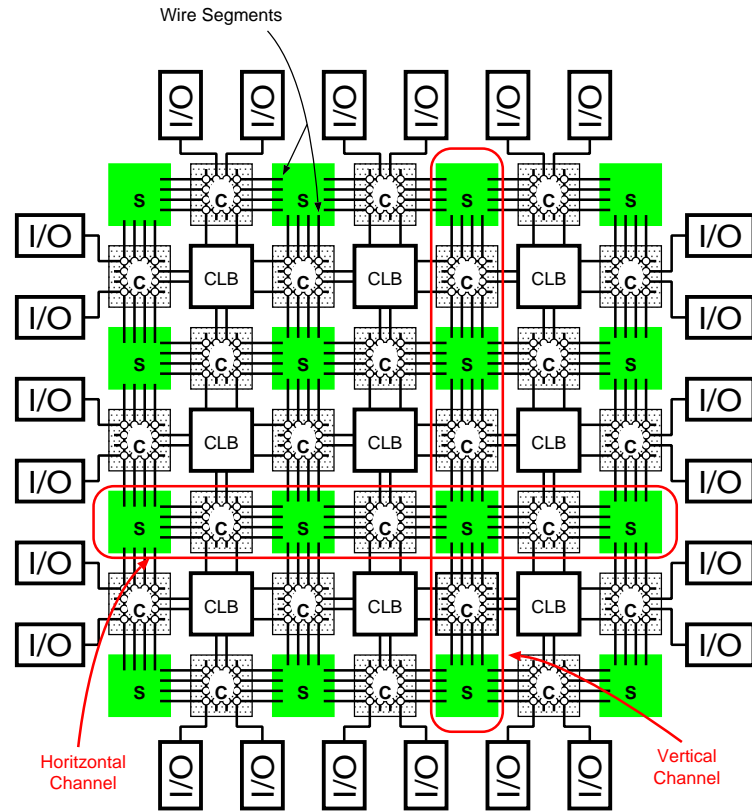 Wire Segments
I/O I/O I/O I/O I/O I/O
S C S C S C S
I/O I/O
C CLB C CLB C CLB C
I/O I/O
S C S C S C S
I/O I/O
C CLB C CLB C CLB C
I/O I/O
S C S C S C S
I/O I/O
C CLB C CLB C CLB C
I/O I/O
S C S C S C S
I/O I/O I/O I/O I/O I/O
Horitzontal
Channel
Vertical
Channel